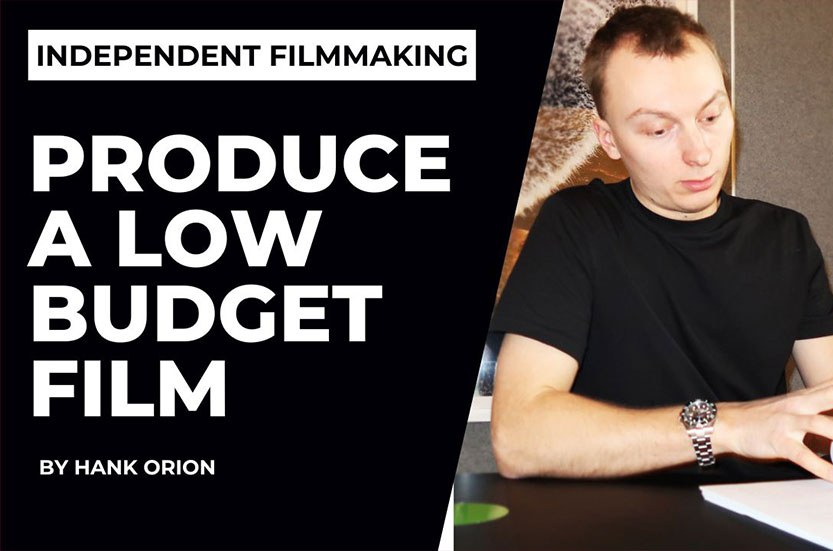 INDEPENDENT FILMMAKING
PRODUCE
A LOW
BUDGET
FILM
BY HANK ORION